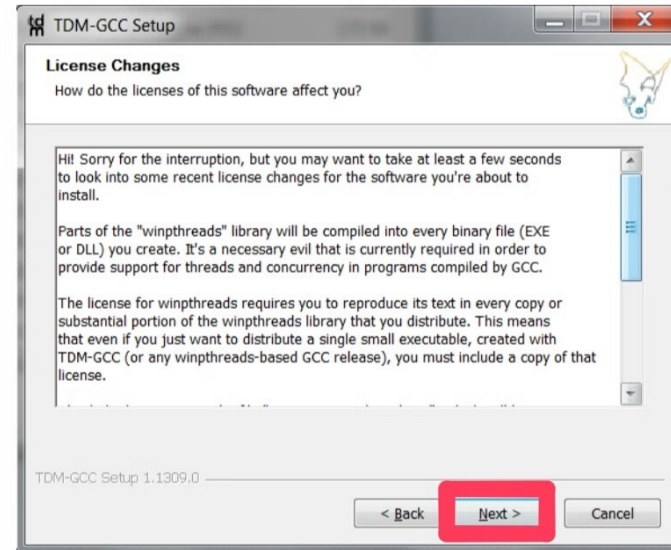 TDM-GCC Setup
License Changes
How do the licenses of this software affect you?
Hi! Sorry for the interruption, but you may want to take at least a few seconds
to look into some recent license changes for the software you're about to
install.
Parts of the "winpthreads" library will be compiled into every binary file (EXE
or DLL) you create. It's a necessary evil that is currently required in order to
provide support for threads and concurrency in programs compiled by GCC.
The license for winpthreads requires you to reproduce its text in every copy or
substantial portion of the winpthreads library that you distribute. This means
that even if you just want to distribute a single small executable, created with
TDM-GCC (or any winpthreads-based GCC release), you must include a copy of that
license.
TDM-GCC Setup 1.1309.0
< Back
Next >
Cancel